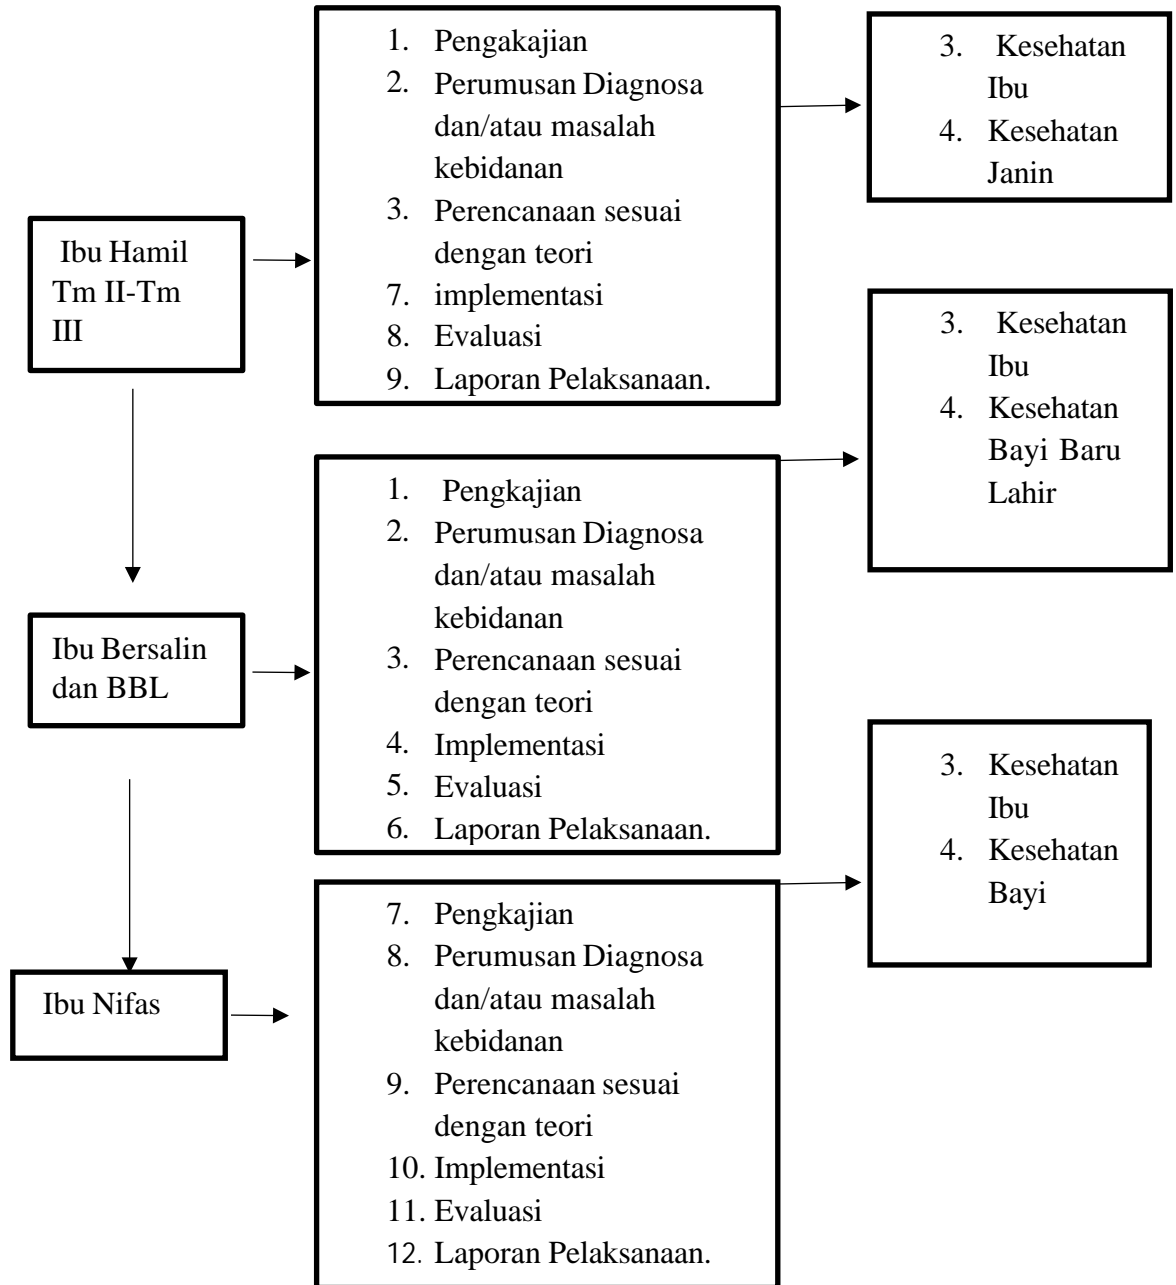 Ibu Hamil
Tm II-Tm
III
1. Pengakajian
2. Perumusan Diagnosa
dan/atau masalah
kebidanan
3. Perencanaan sesuai
dengan teori
7. implementasi
8. Evaluasi
9. Laporan Pelaksanaan.
3. Kesehatan
Ibu
4. Kesehatan
Janin
Ibu Bersalin
dan BBL
1. Pengkajian
2. Perumusan Diagnosa
dan/atau masalah
kebidanan
3. Perencanaan sesuai
dengan teori
4. Implementasi
5. Evaluasi
6. Laporan Pelaksanaan.
3. Kesehatan
Ibu
4. Kesehatan
Bayi Baru
Lahir
Ibu Nifas
7. Pengkajian
8. Perumusan Diagnosa
dan/atau masalah
kebidanan
9. Perencanaan sesuai
dengan teori
10. Implementasi
11. Evaluasi
12. Laporan Pelaksanaan.
3. Kesehatan
Ibu
4. Kesehatan
Bayi